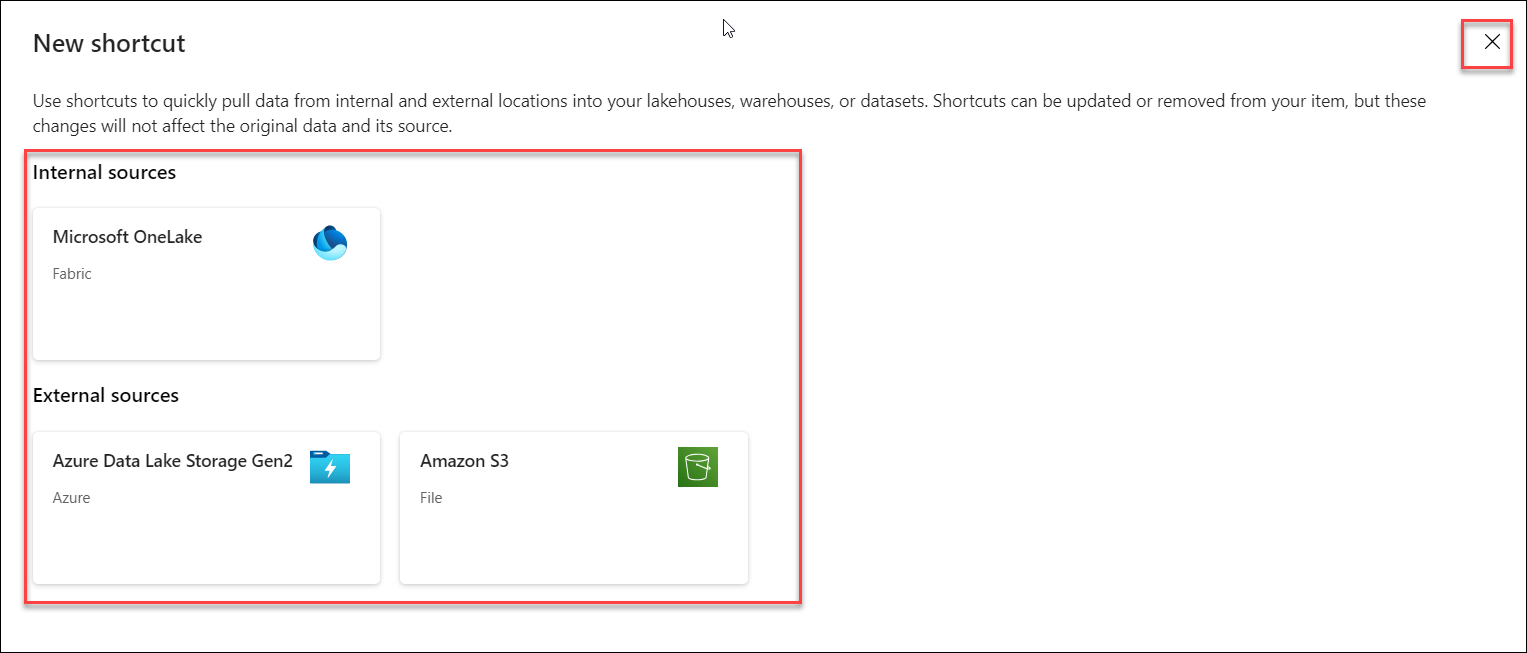 New shortcut
Use shortcuts to quickly pull data from internal and external locations into your lakehouses, warehouses, or datasets. Shortcuts can be updated or removed from your item, but these
changes will not affect the original data and its source.
Internal sources
Microsoft OneLake
Fabric
External sources
Azure Data Lake Storage Gen2
Azure
Amazon S3
File